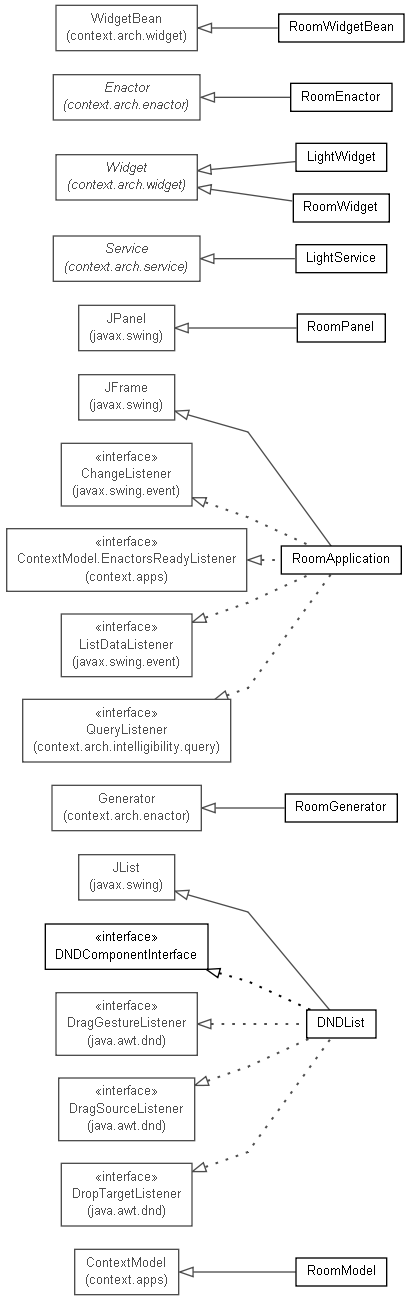 WidgetBean
(context.arch.widget)
RoomWidgetBean
Enactor
(context.arch.enactor)
RoomEnactor
Widget
(context.arch.widget)
LightWidget
RoomWidget
Service
(context.arch.service)
LightService
JPanel
(javax.swing)
RoomPanel
JFrame
(javax.swing)
«interface»
ChangeListener
(javax.swing.event)
«interface»
ContextModel.EnactorsReadyListener
(context.apps)
RoomApplication
«interface»
ListDataListener
(javax.swing.event)
«interface»
QueryListener
(context.arch.intelligibility.query)
Generator
(context.arch.enactor)
RoomGenerator
JList
(javax.swing)
«interface»
DNDComponentInterface
«interface»
DragGestureListener
(java.awt.dnd)
DNDList
«interface»
DragSourceListener
(java.awt.dnd)
«interface»
DropTargetListener
(java.awt.dnd)
ContextModel
(context.apps)
RoomModel